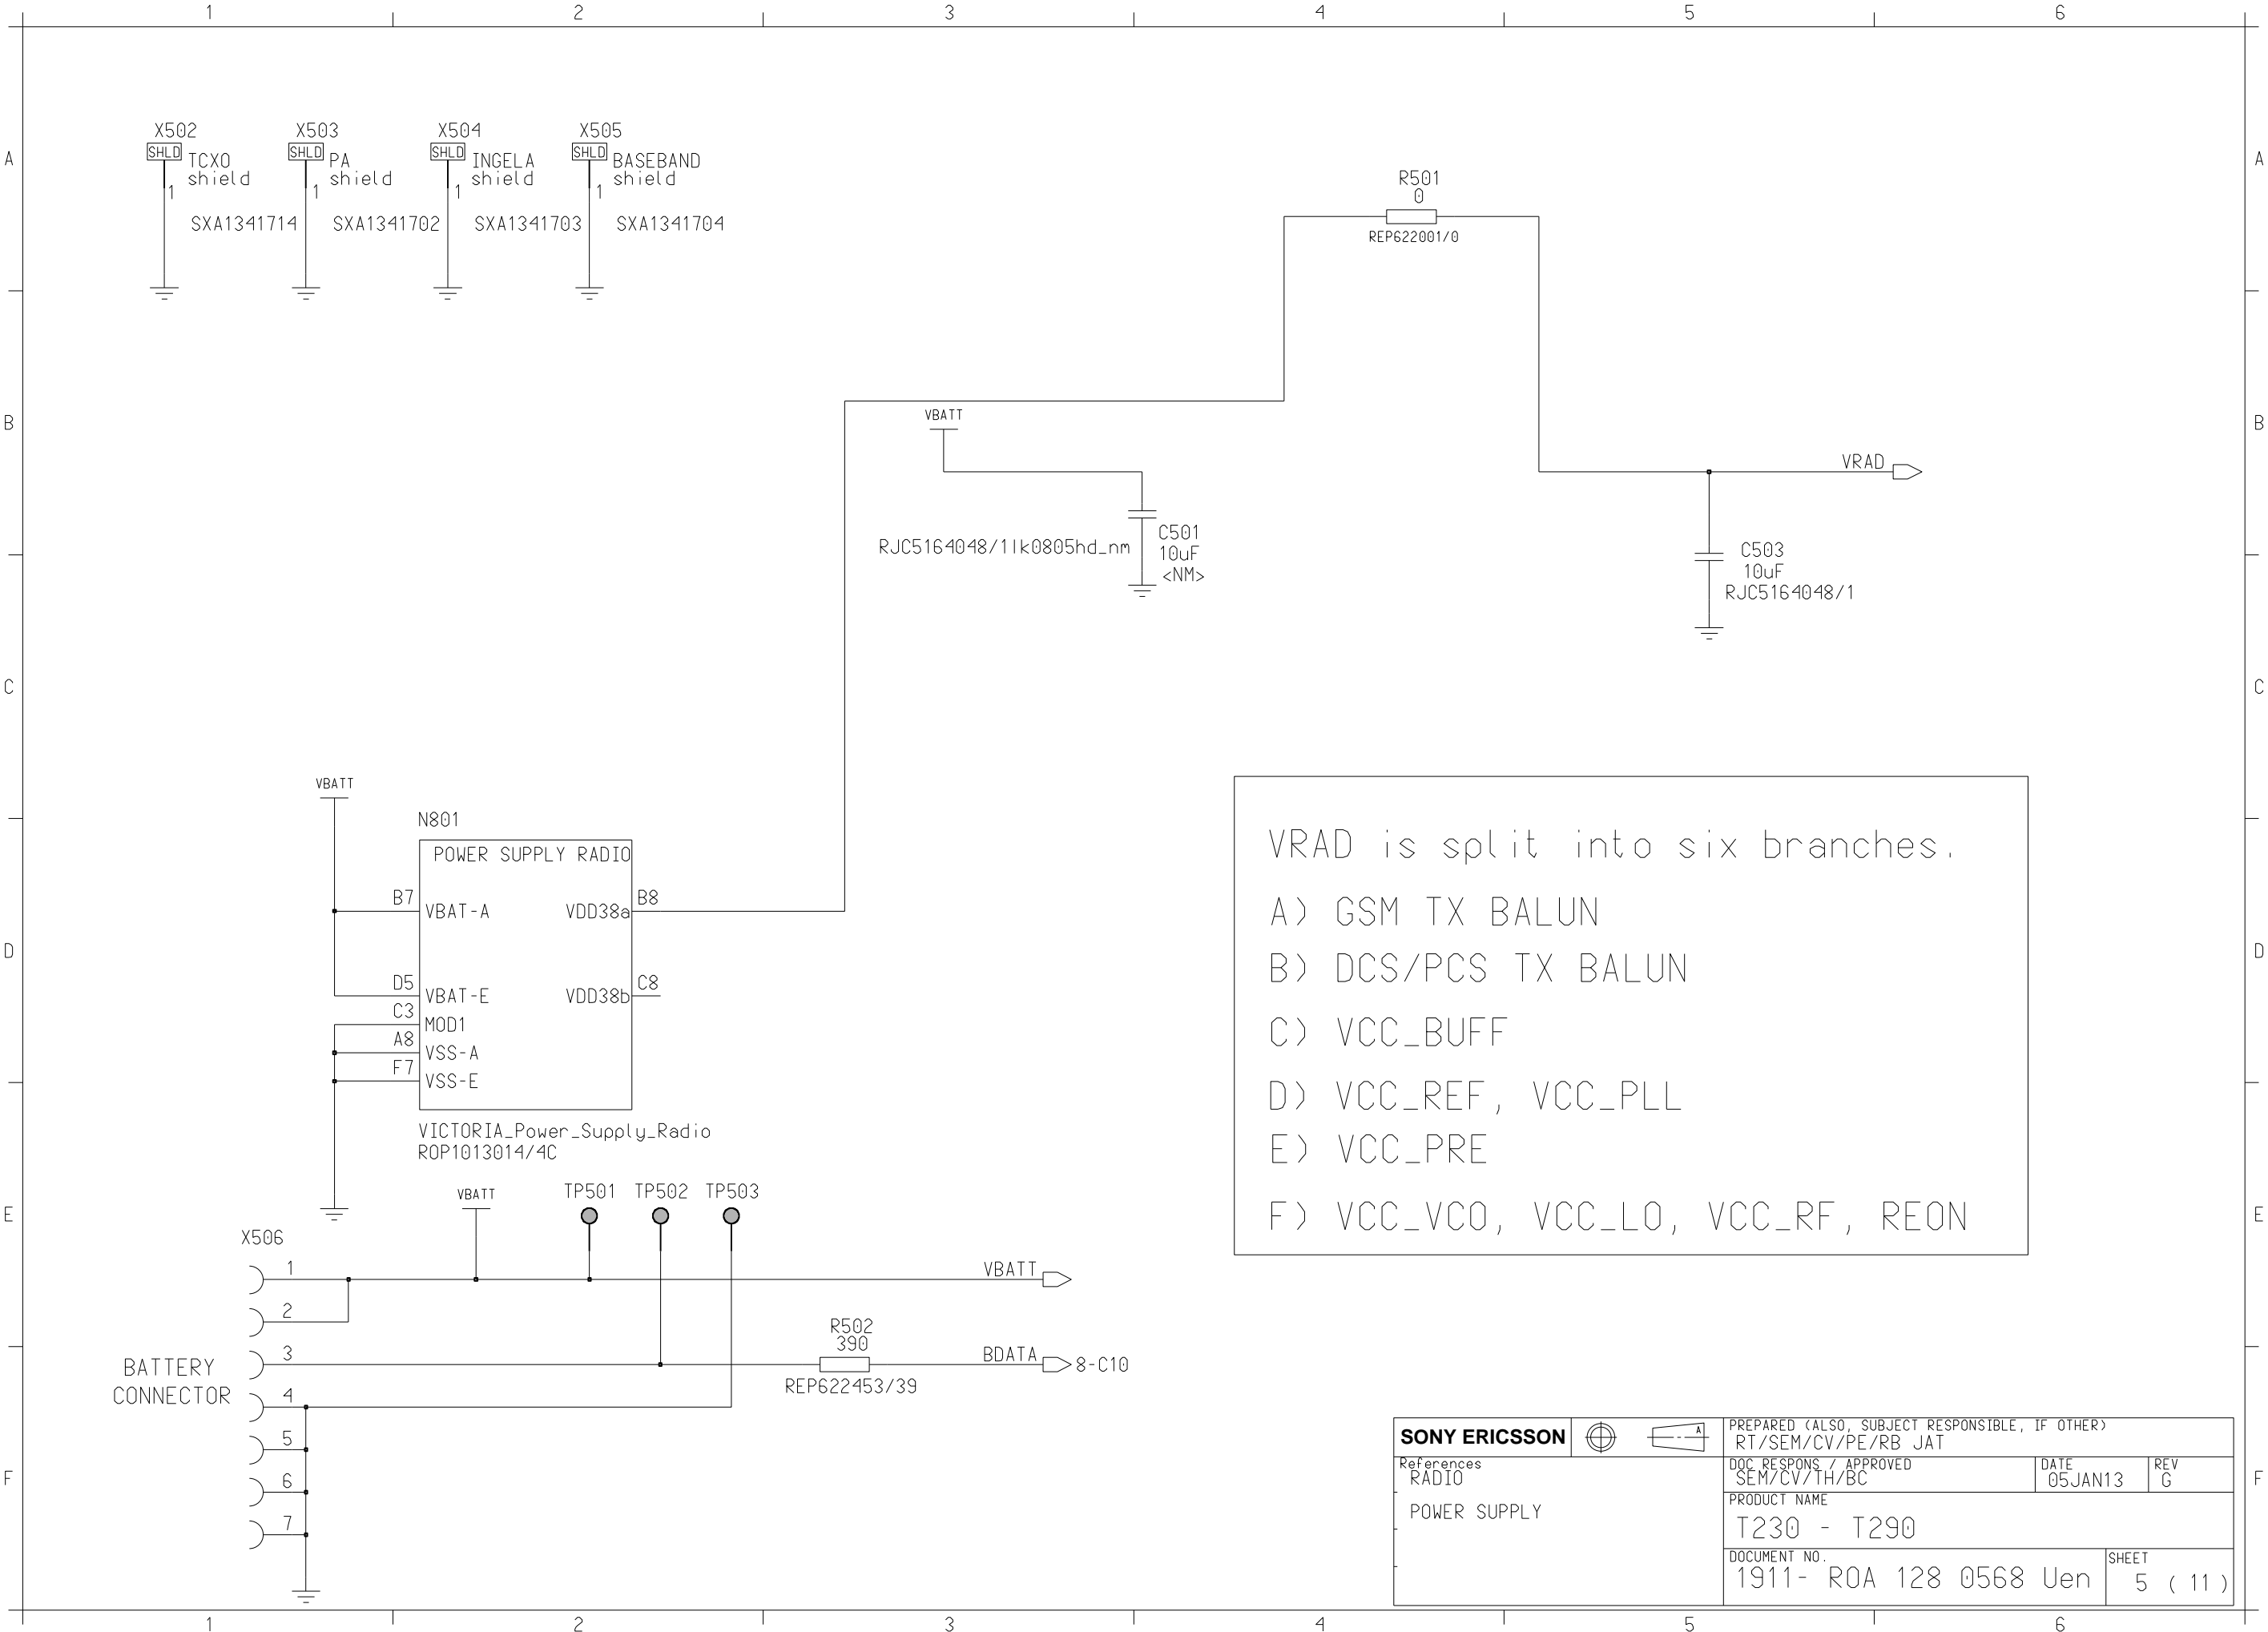 1 2 3 4 5 6
A A
B B
C C
D D
E E
F F
X502
SHLD
TCXO
shield
1
SXA1341714
X503
SHLD
PA
shield
1
SXA1341702
X504
SHLD
INGELA
shield
1
SXA1341703
X505
SHLD
BASEBAND
shield
1
SXA1341704
R501
0
REP622001/0
VBATT
VRAD
C501
10uF
<NM>
RJC5164048/1lk0805hd_nm
C503
10uF
RJC5164048/1
VBATT
N801
POWER SUPPLY RADIO
B7 VBAT-A VDD38a B8
D5 VBAT-E VDD38b C8
C3 MOD1
A8 VSS-A
F7 VSS-E
VICTORIA_Power_Supply_Radio
ROP1013014/4C
VRAD is split into six branches.
A) GSM TX BALUN
B) DCS/PCS TX BALUN
C) VCC_BUFF
D) VCC_REF, VCC_PLL
E) VCC_PRE
F) VCC_VCO, VCC_LO, VCC_RF, REON
VBATT TP501 TP502 TP503
X506
1
VBATT
2
R502
390
3
BDATA 8-C10
REP622453/39
BATTERY
CONNECTOR
4
5
6
7
SONY ERICSSON
A
PREPARED (ALSO, SUBJECT RESPONSIBLE, IF OTHER)
RT/SEM/CV/PE/RB JAT
References
RADIO
POWER SUPPLY
DOC RESPONS / APPROVED
SEM/CV/TH/BC
DATE
05JAN13
REV
G
PRODUCT NAME
T230 - T290
DOCUMENT NO.
1911- ROA 128 0568 Uen
SHEET
5 ( 11 )
1 2 3 4 5 6